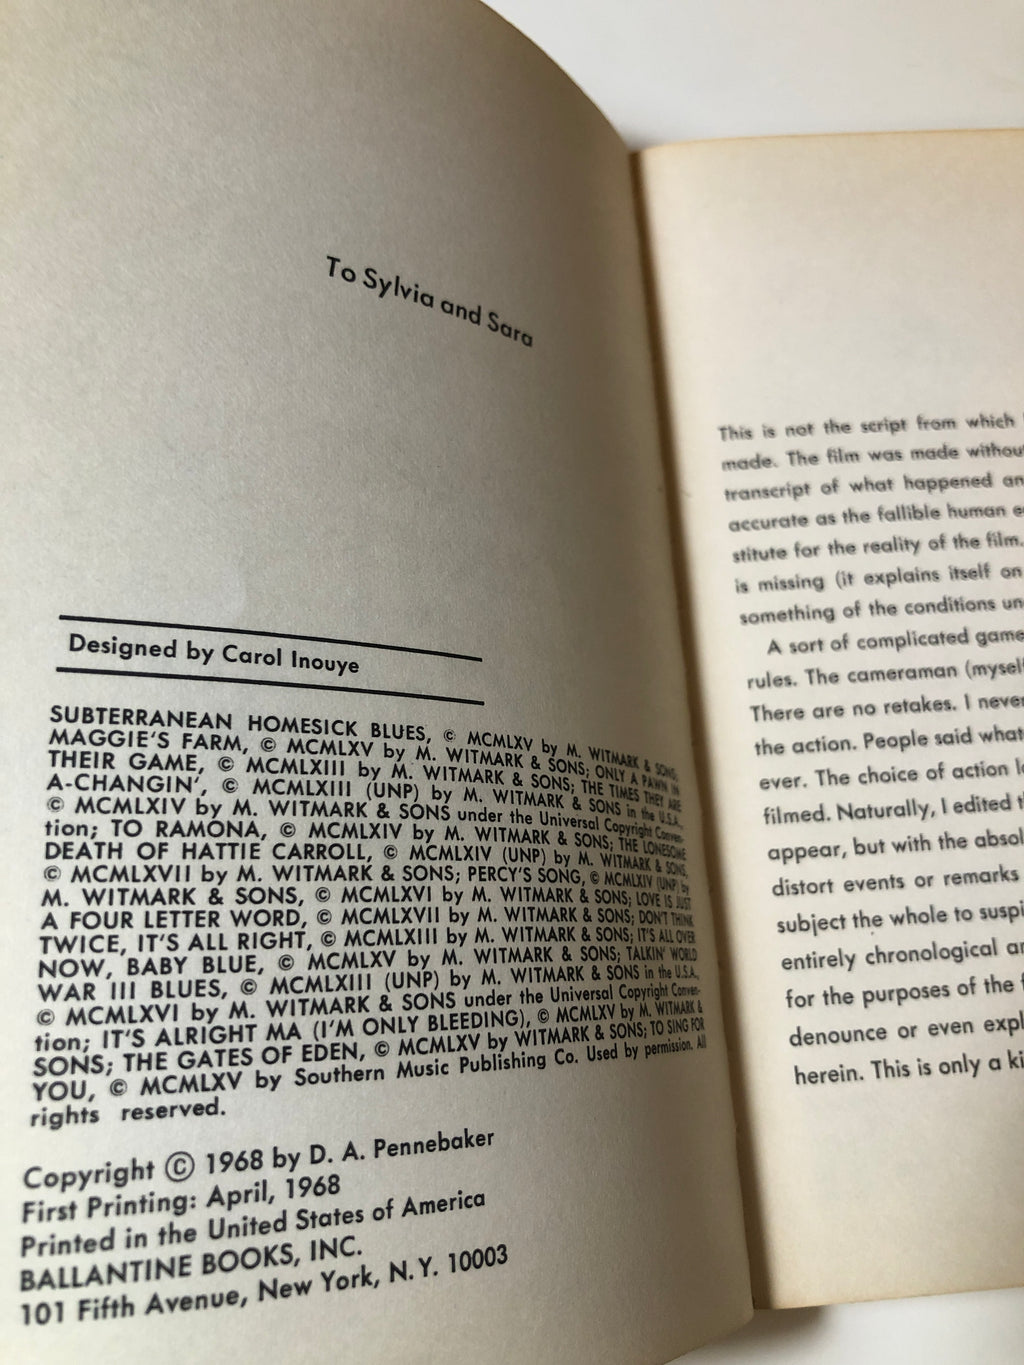 To Sylvia and Sara
Designed by Carol Inouye
SUBTERRANEAN HOMESICK BLUES, © MCMLXV by M. WITMARK & SONS;
MAGGIE'S FARM, © MCMLXV by M. WITMARK & SONS; ONLY A PAWN IN
THEIR GAME, © MCMLXIII by M. WITMARK & SONS; THE TIMES THEY ARE
A-CHANGIN', © MCMLXIII (UNP) by M. WITMARK & SONS in the U.S.A.,
© MCMLXIV by M. WITMARK & SONS under the Universal Copyright Conven-
tion; TO RAMONA, © MCMLXIV by M. WITMARK & SONS; THE LONESOME
DEATH OF HATTIE CARROLL, © MCMLXIV (UNP) by M. WITMARK & SONS,
© MCMLXVII by M. WITMARK & SONS; PERCY'S SONG, © MCMLXIV (UNP) by
M. WITMARK & SONS, © MCMLXVI by M. WITMARK & SONS; LOVE IS JUST
A FOUR LETTER WORD, © MCMLXVII by M. WITMARK & SONS; DON'T THINK
TWICE, IT'S ALL RIGHT, © MCMLXIII by M. WITMARK & SONS; IT'S ALL OVER
NOW, BABY BLUE, © MCMLXV by M. WITMARK & SONS; TALKIN' WORLD
WAR III BLUES, © MCMLXIII (UNP) by M. WITMARK & SONS in the U.S.A.,
© MCMLXVI by M. WITMARK & SONS under the Universal Copyright Conven-
tion; IT'S ALRIGHT MA (I'M ONLY BLEEDING), © MCMLXV by M. WITMARK &
SONS; THE GATES OF EDEN, © MCMLXV by WITMARK & SONS; TO SING FOR
YOU, © MCMLXV by Southern Music Publishing Co. Used by permission. All
rights reserved.
Copyright © 1968 by D. A. Pennebaker
First Printing: April, 1968
Printed in the United States of America
BALLANTINE BOOKS, INC.
101 Fifth Avenue, New York, N.Y. 10003
This is not the script from which
made. The film was made without
transcript of what happened an
accurate as the fallible human e
stitute for the reality of the film.
is missing (it explains itself on
something of the conditions un
A sort of complicated game
rules. The cameraman (myself
There are no retakes. I never
the action. People said what
ever. The choice of action lo
filmed. Naturally, I edited t
appear, but with the absol
distort events or remarks
subject the whole to suspi
entirely chronological an
for the purposes of the f
denounce or even expl
herein. This is only a ki